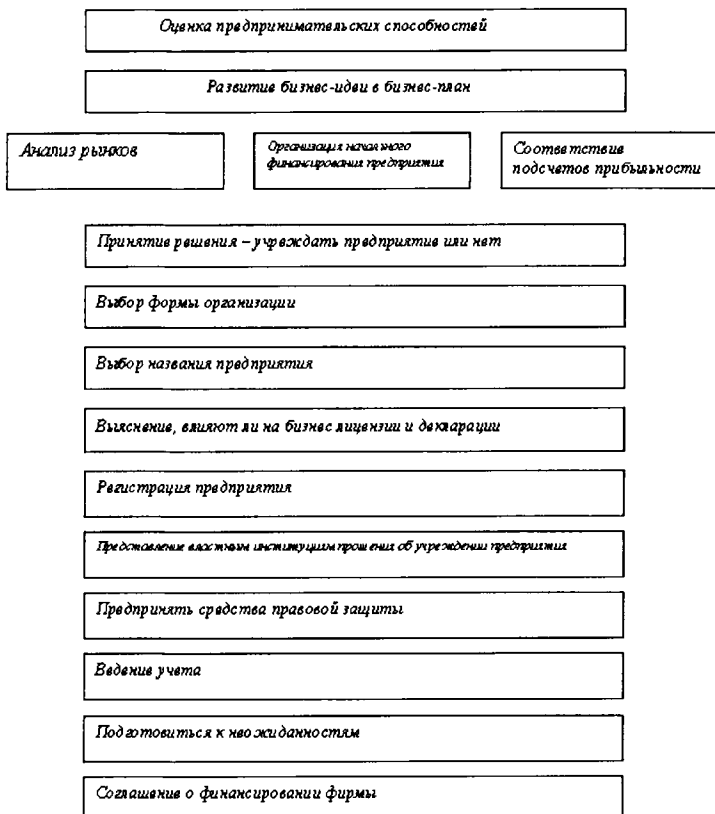 Оценка предпринимательских способностей
Развитие бизнес-идеи в бизнес-план
Анализ рынков
Организация начального
финансирования предприятия
Соответствие
подсчетов прибыльности
Принятие решения – учреждать предприятие или нет
Выбор формы организации
Выбор названия предприятия
Выяснение, влияют ли на бизнес лицензии и декларации
Регистрация предприятия
Представление властным институциям прошения об учреждении предприятия
Предпринять средства правовой защиты
Ведение учета
Подготовиться к неожиданностям
Соглашение о финансировании фирмы